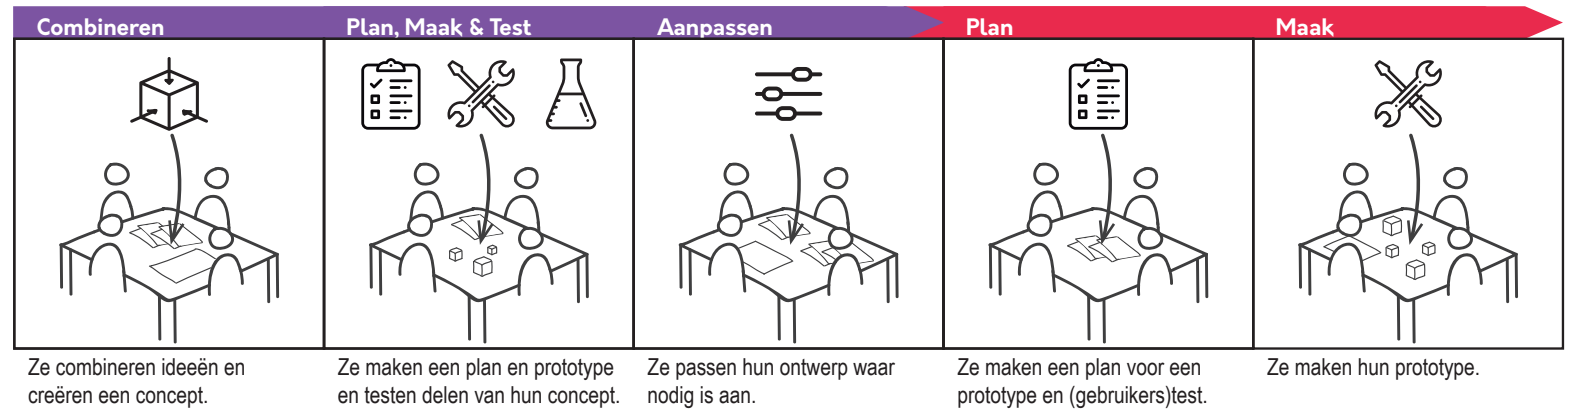 Combineren
Plan, Maak & Test
Aanpassen
Plan
Maak
Ze combineren ideeën en
creëren een concept.
Ze maken een plan en prototype
en testen delen van hun concept.
Ze passen hun ontwerp waar
nodig is aan.
Ze maken een plan voor een
prototype en (gebruikers)test.
Ze maken hun prototype.